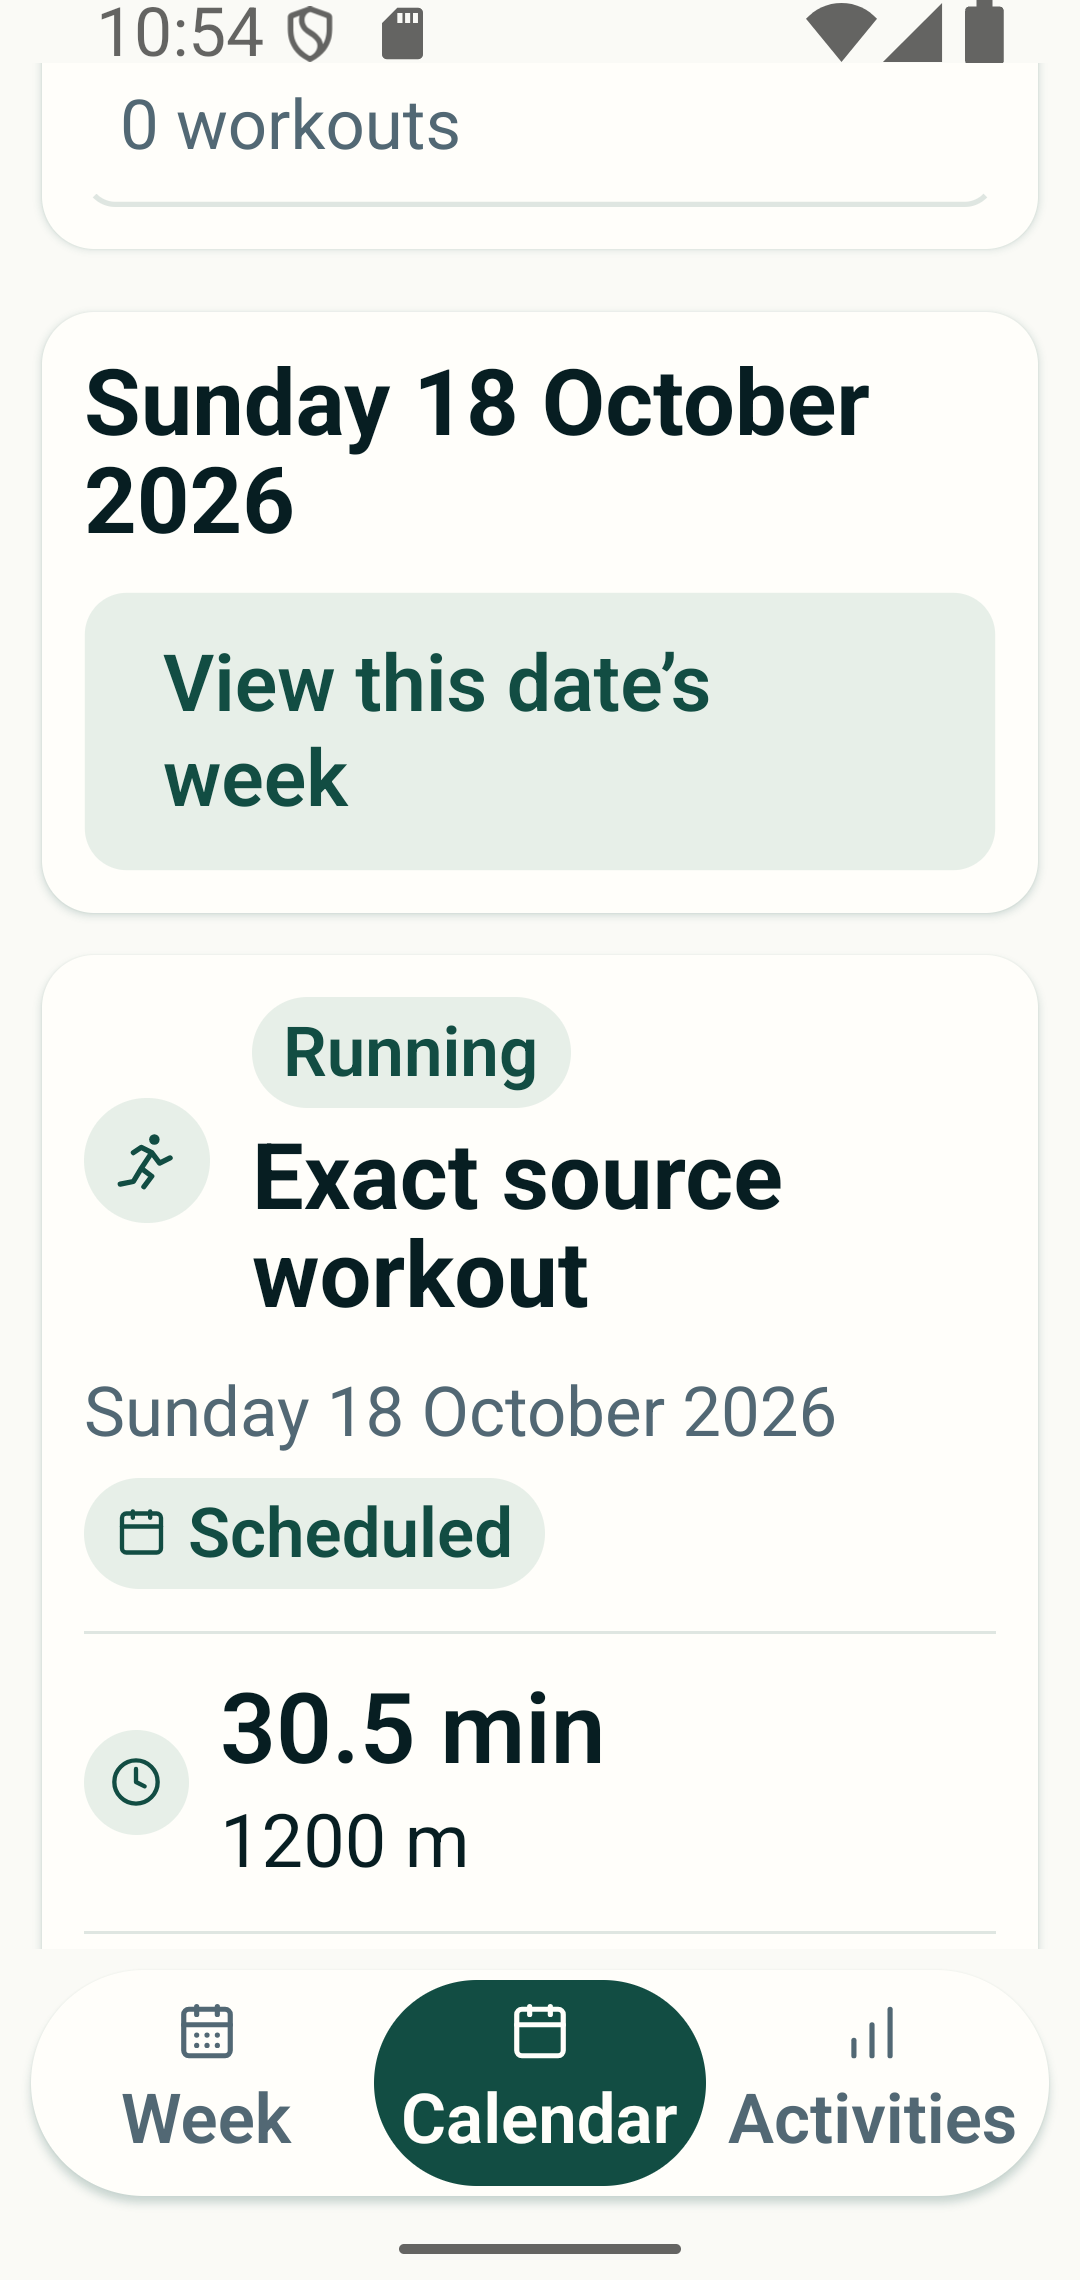 10:54
0 workouts
Sunday 18 October
2026
View this date’s
week
Running
Exact source
workout
Sunday 18 October 2026
Scheduled
30.5 min
1200 m
Week
Calendar
Activities